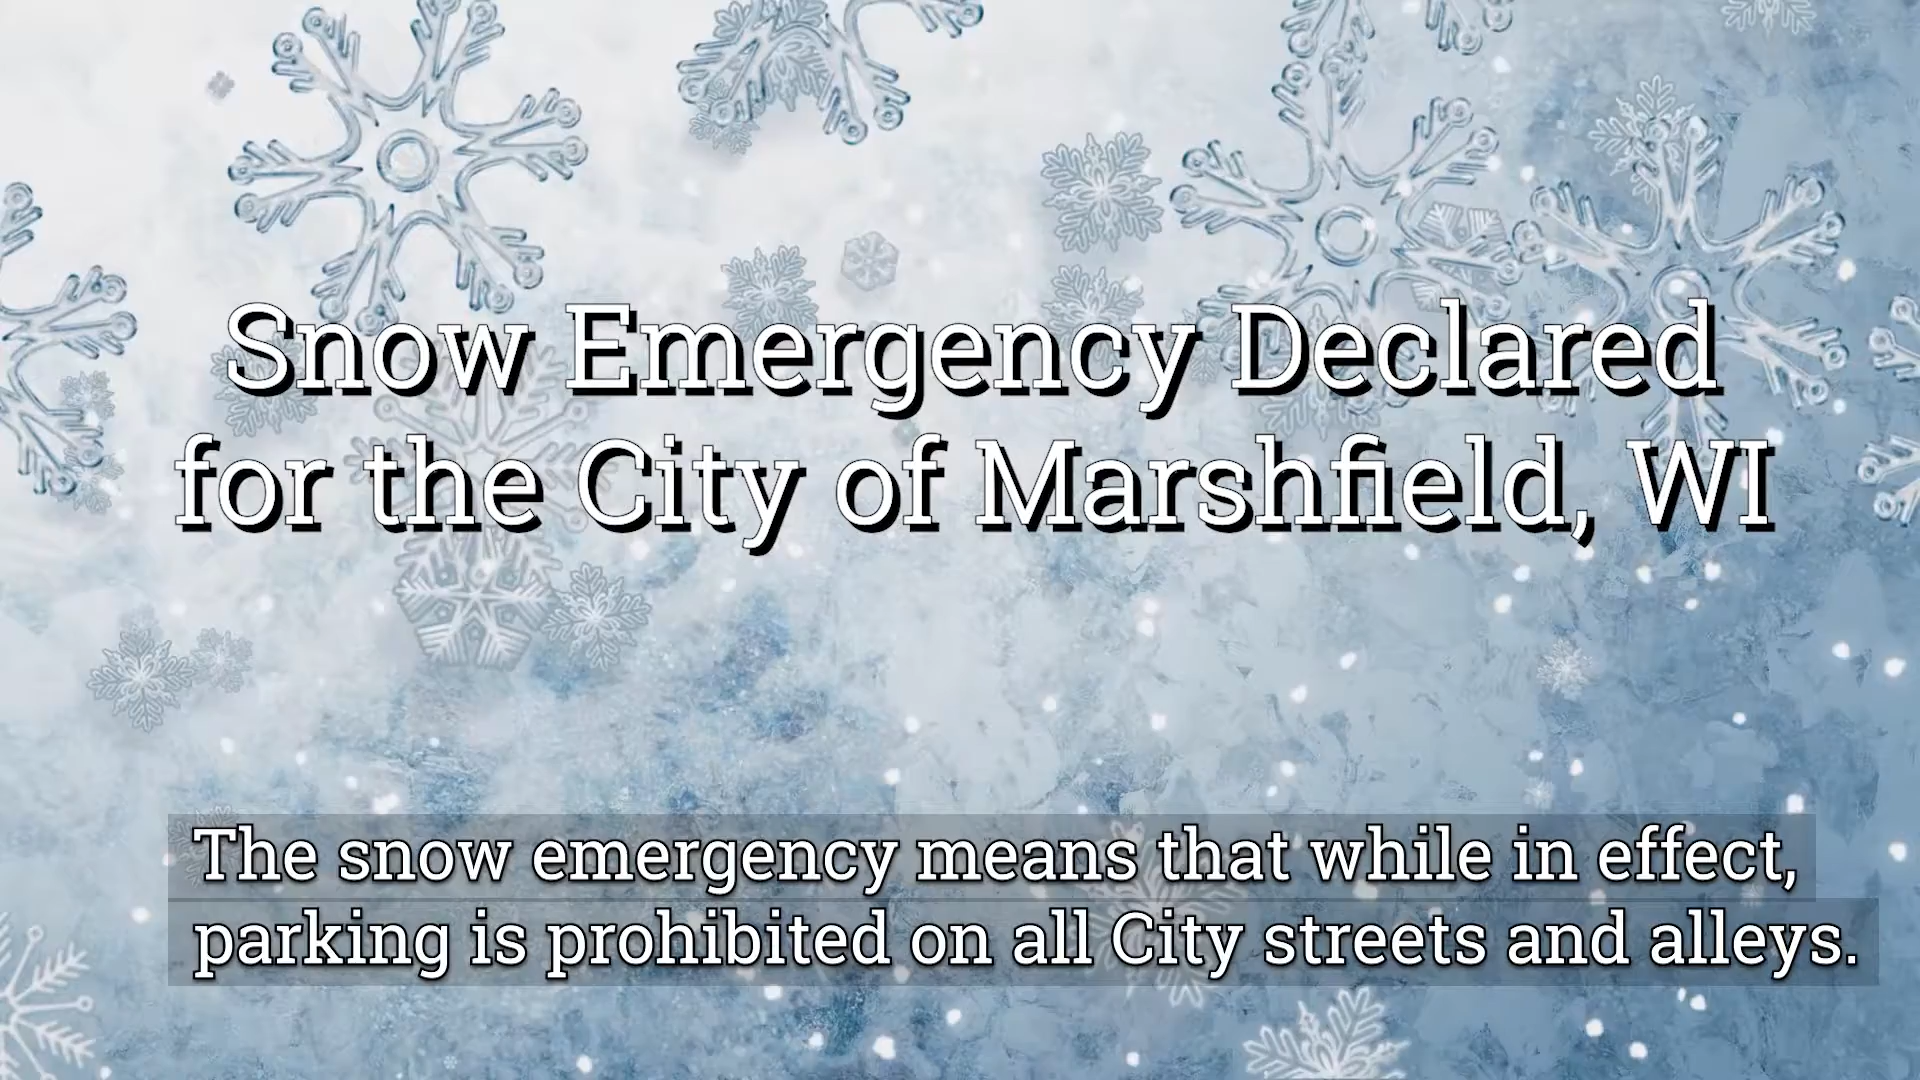 Snow Emergency Declared
for the City of Marshfield, WI
The snow emergency means that while in effect,
parking is prohibited on all City streets and alleys.